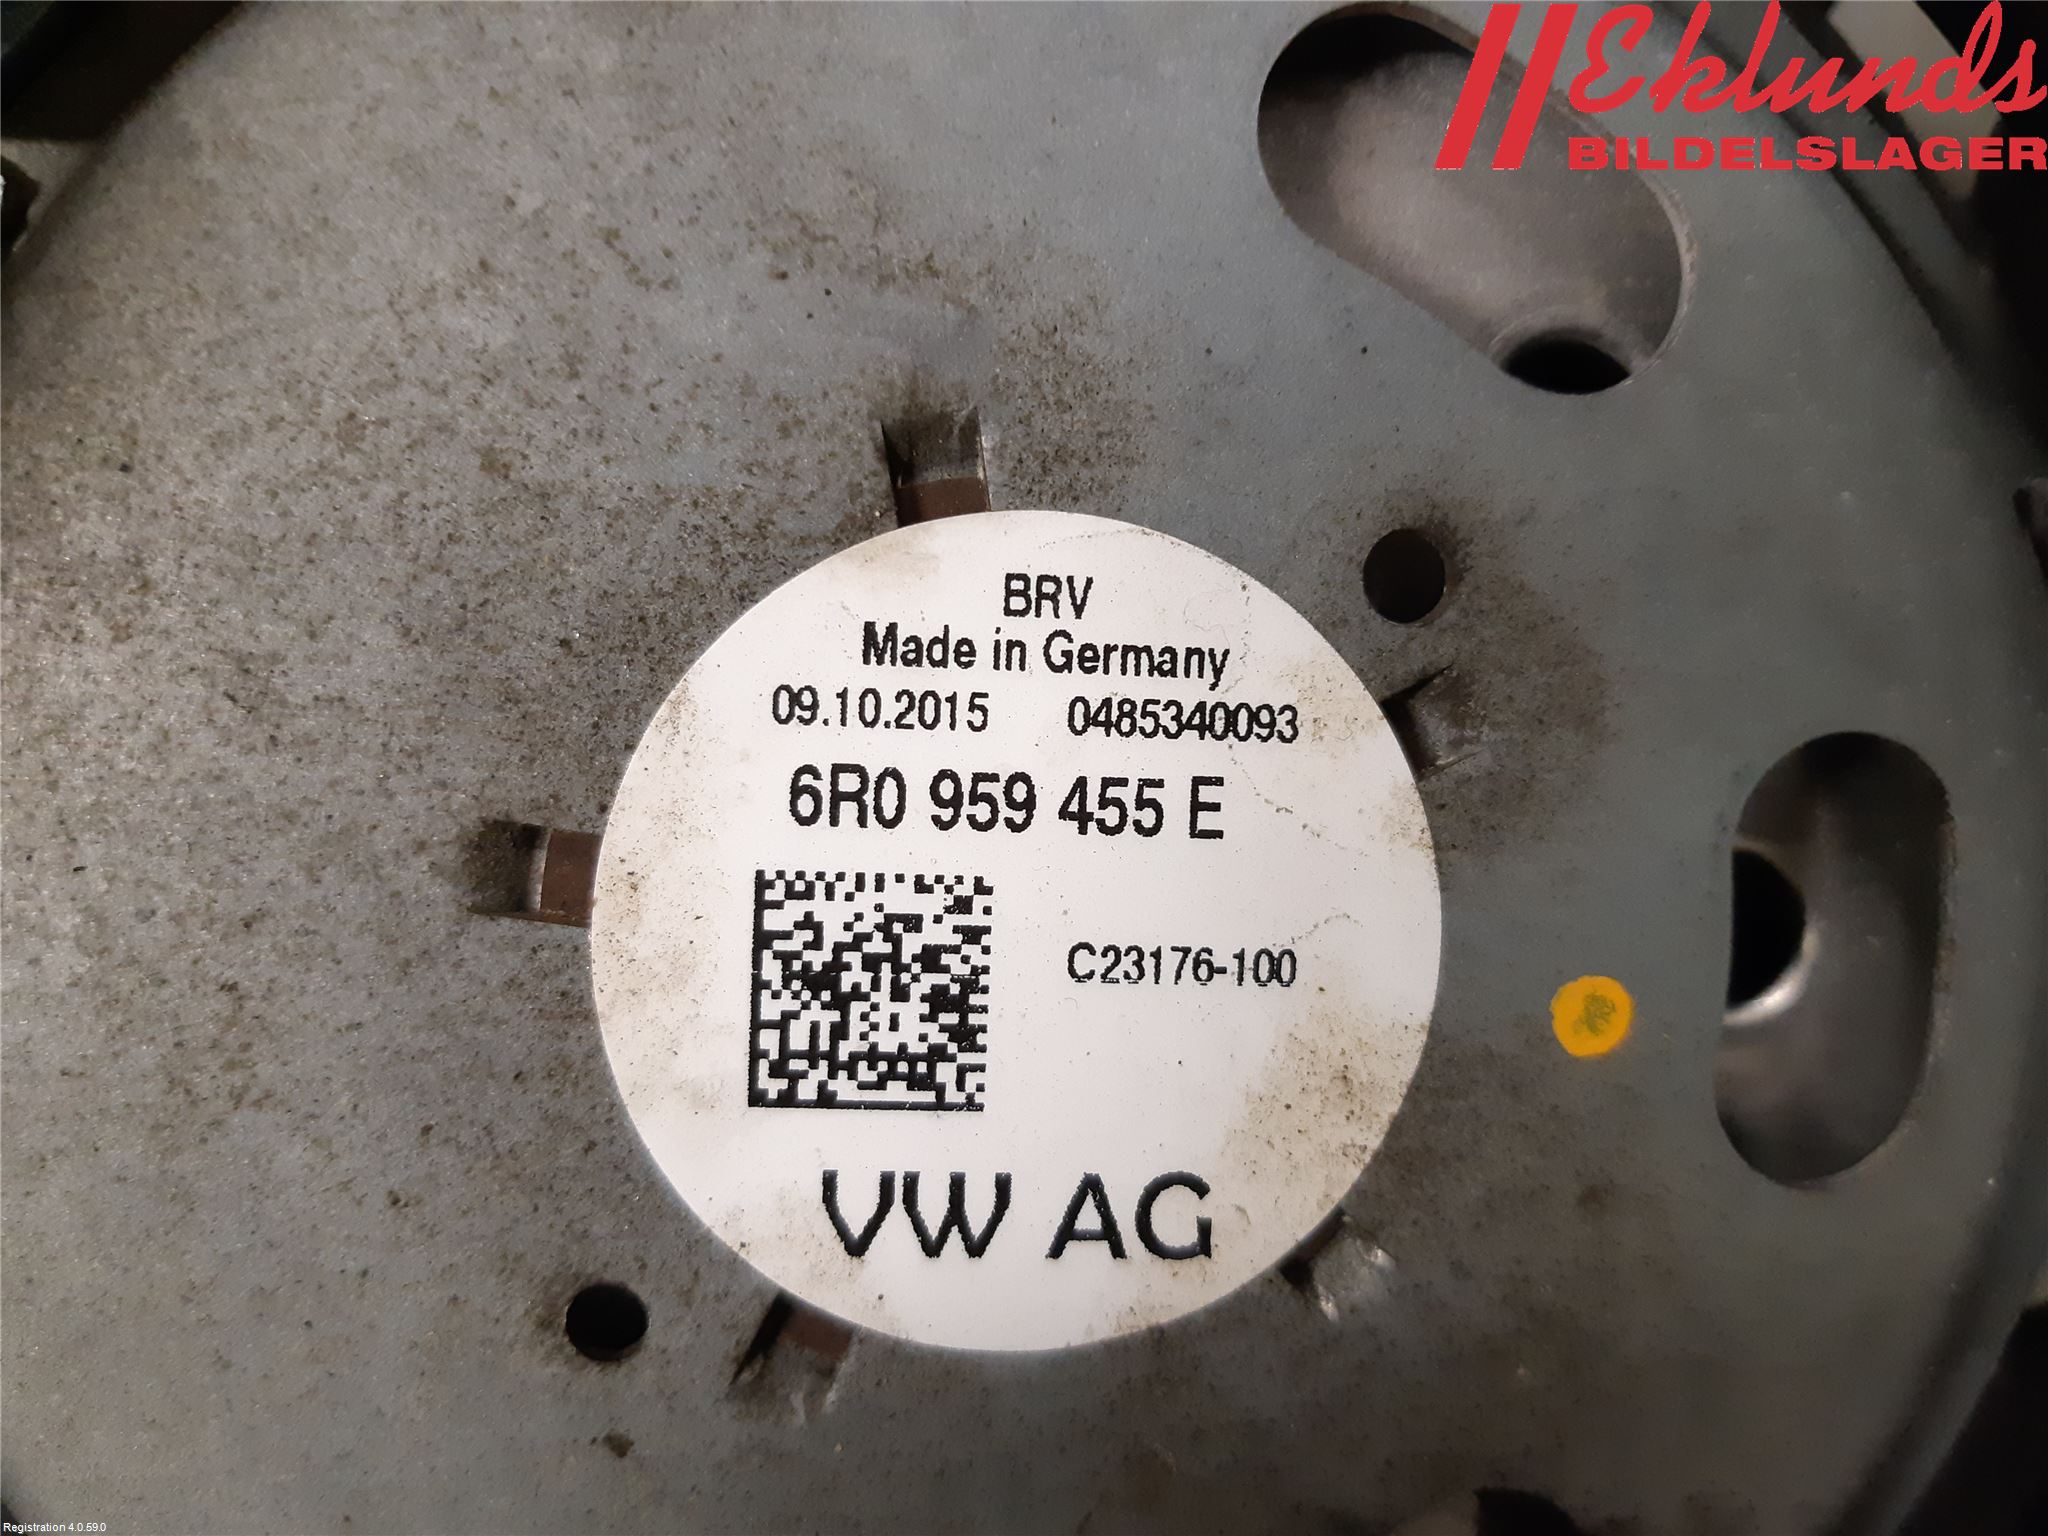 Eklunds
BILDELSLAGER
BRV
Made in Germany
09.10.2015 0485340093
6R0 959 455 E
C23176-100
VW AG
Registration 4.0.59.0